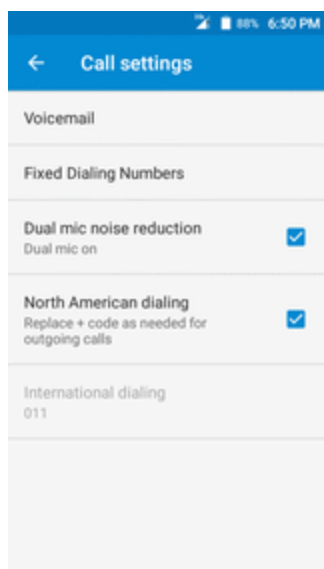 88% 6:50 PM
Call settings
Voicemail
Fixed Dialing Numbers
Dual mic noise reduction
Dual mic on
North American dialing
Replace + code as needed for
outgoing calls
International dialing
011